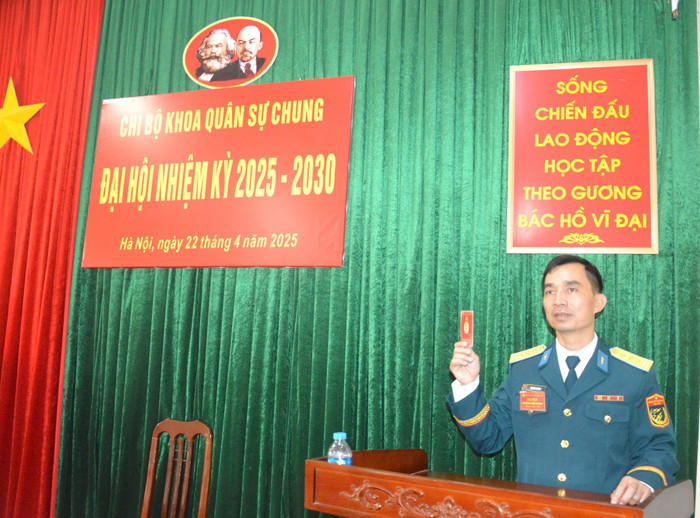 CHI BỘ KHOA QUÂN SỰ CHUNG
ĐẠI HỘI NHIỆM KỲ 2025 - 2030
Hà Nội, ngày 22 tháng 4 năm 2025
SỐNG
CHIẾN ĐẤU
LAO ĐỘNG
HỌC TẬP
THEO GƯƠNG
BÁC HỒ VĨ ĐẠI